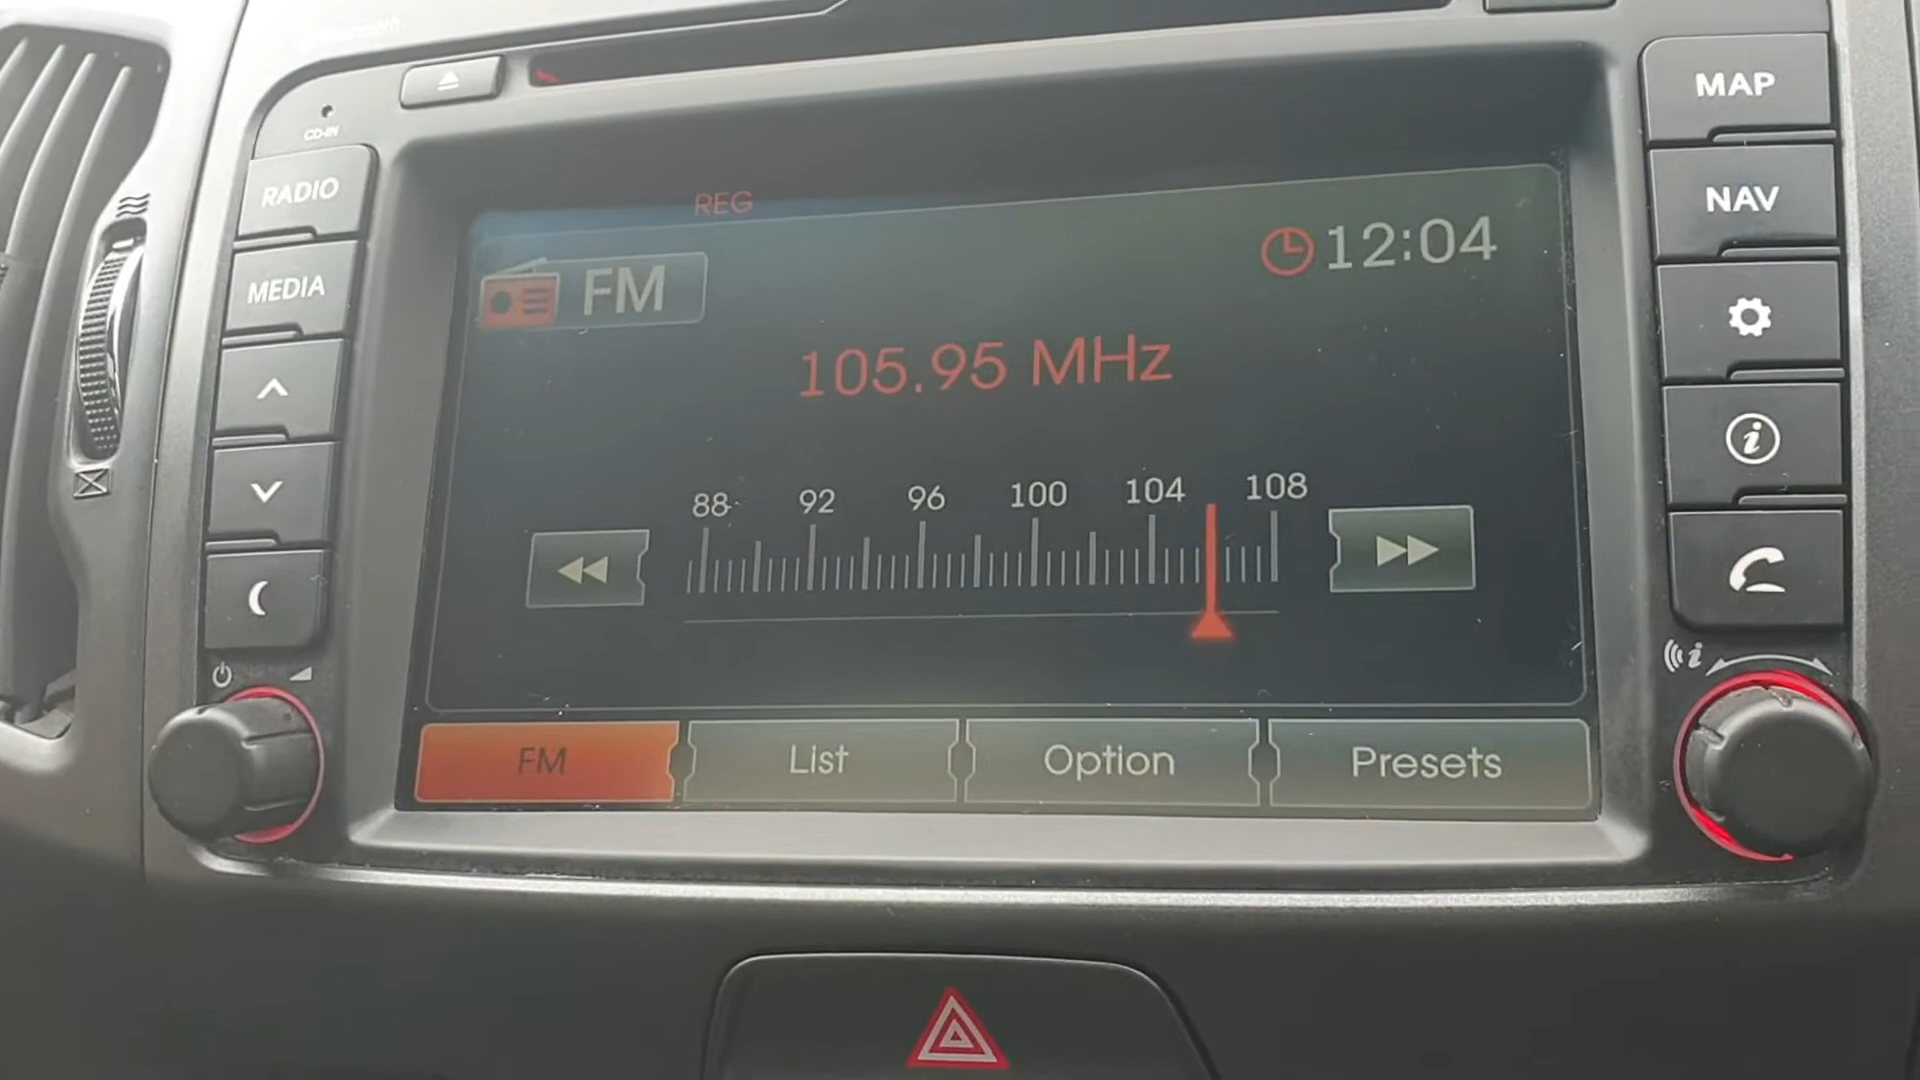 CD-IN
RADIO
MEDIA
REG
FM
12:04
105.95 MHz
88 92 96 100 104 108
FM List Option Presets
MAP
NAV
i
i